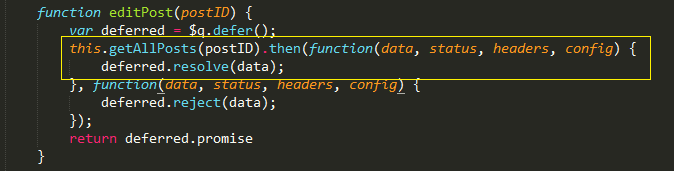 function editPost(postID) {
var deferred = $q.defer();
this.getAllPosts(postID).then(function(data, status, headers, config) {
deferred.resolve(data);
}, function(data, status, headers, config) {
deferred.reject(data);
});
return deferred.promise
}